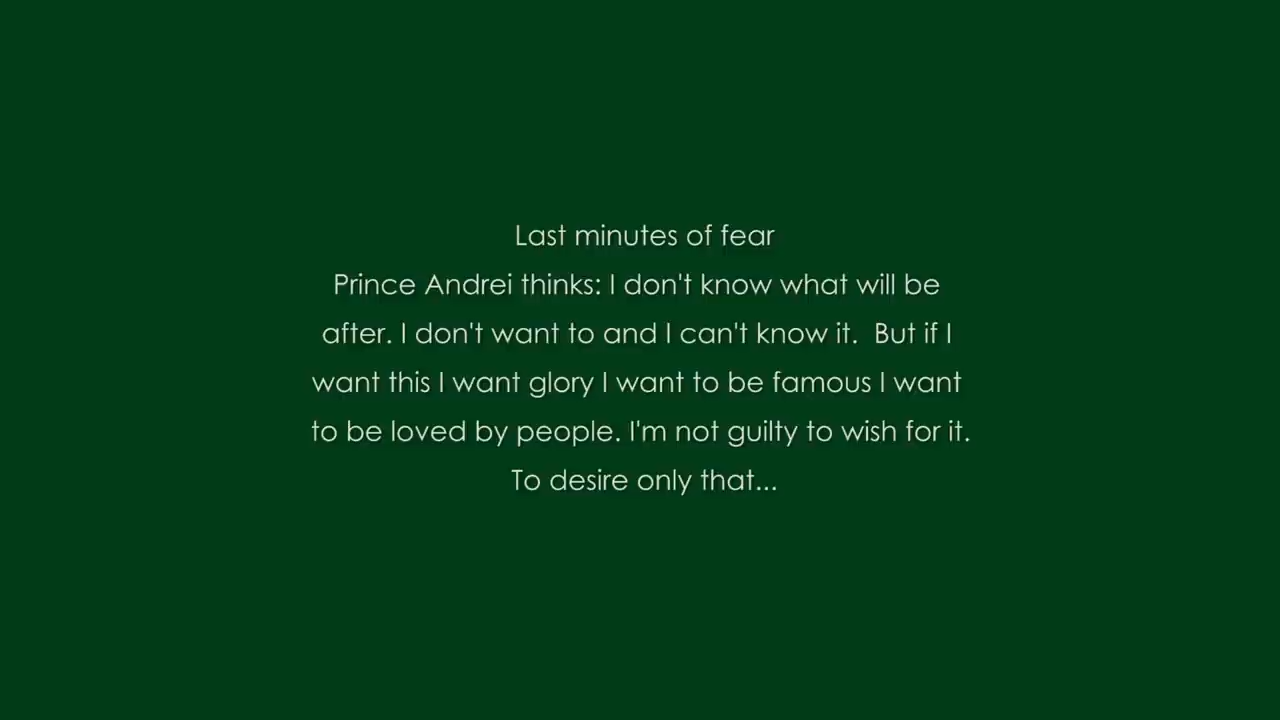 Last minutes of fear
Prince Andrei thinks: I don't know what will be
after. I don't want to and I can't know it.  But if I
want this I want glory I want to be famous I want
to be loved by people. I'm not guilty to wish for it.
To desire only that...